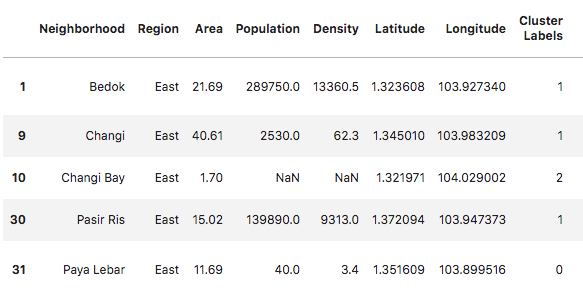 Neighborhood Region Area Population Density Latitude Longitude Cluster Labels
1 Bedok East 21.69 289750.0 13360.5 1.323608 103.927340 1
9 Changi East 40.61 2530.0 62.3 1.345010 103.983209 1
10 Changi Bay East 1.70 NaN NaN 1.321971 104.029002 2
30 Pasir Ris East 15.02 139890.0 9313.0 1.372094 103.947373 1
31 Paya Lebar East 11.69 40.0 3.4 1.351609 103.899516 0